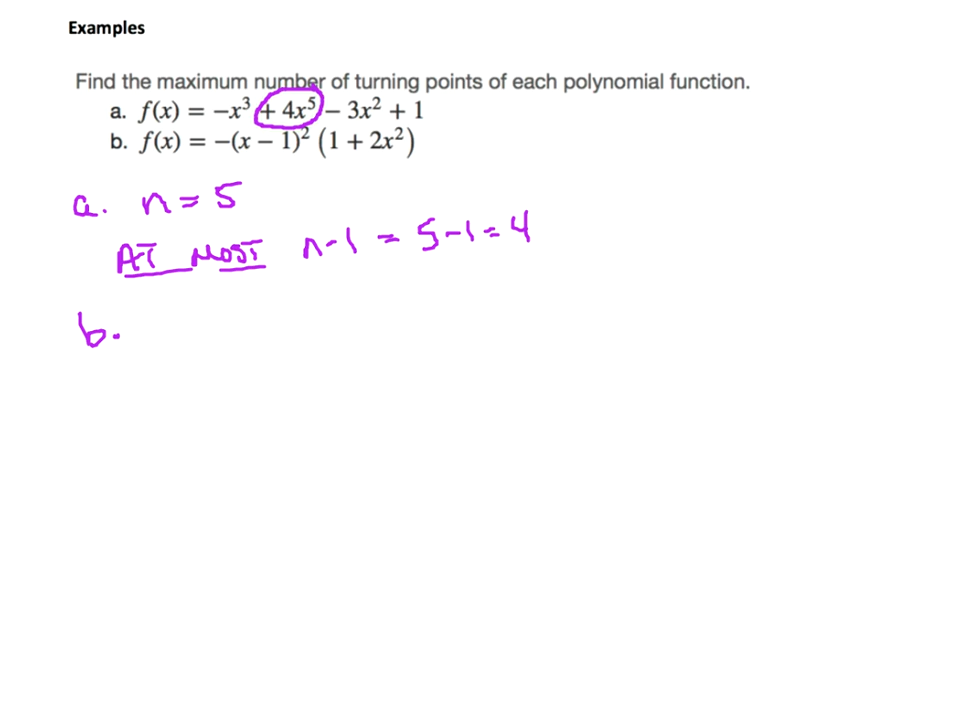 Examples
Find the maximum number of turning points of each polynomial function.
a. f(x) = −x³ + 4x⁵ − 3x² + 1
b. f(x) = −(x − 1)² (1 + 2x²)
a. n = 5
AT MOST n-1 = 5-1=4
b.